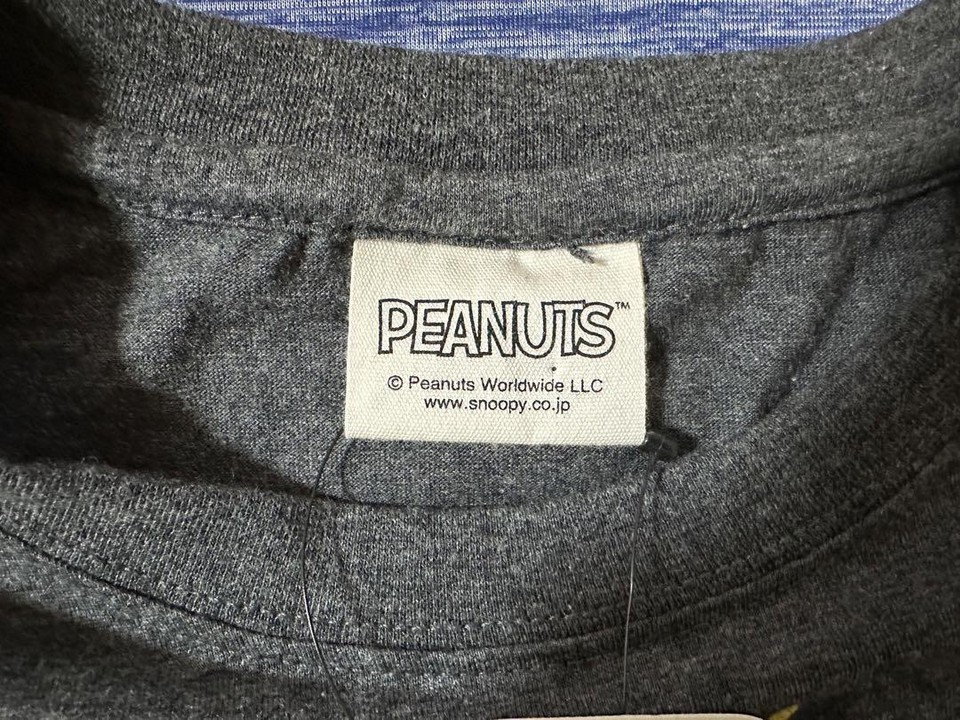 PEANUTS™
© Peanuts Worldwide LLC
www.snoopy.co.jp